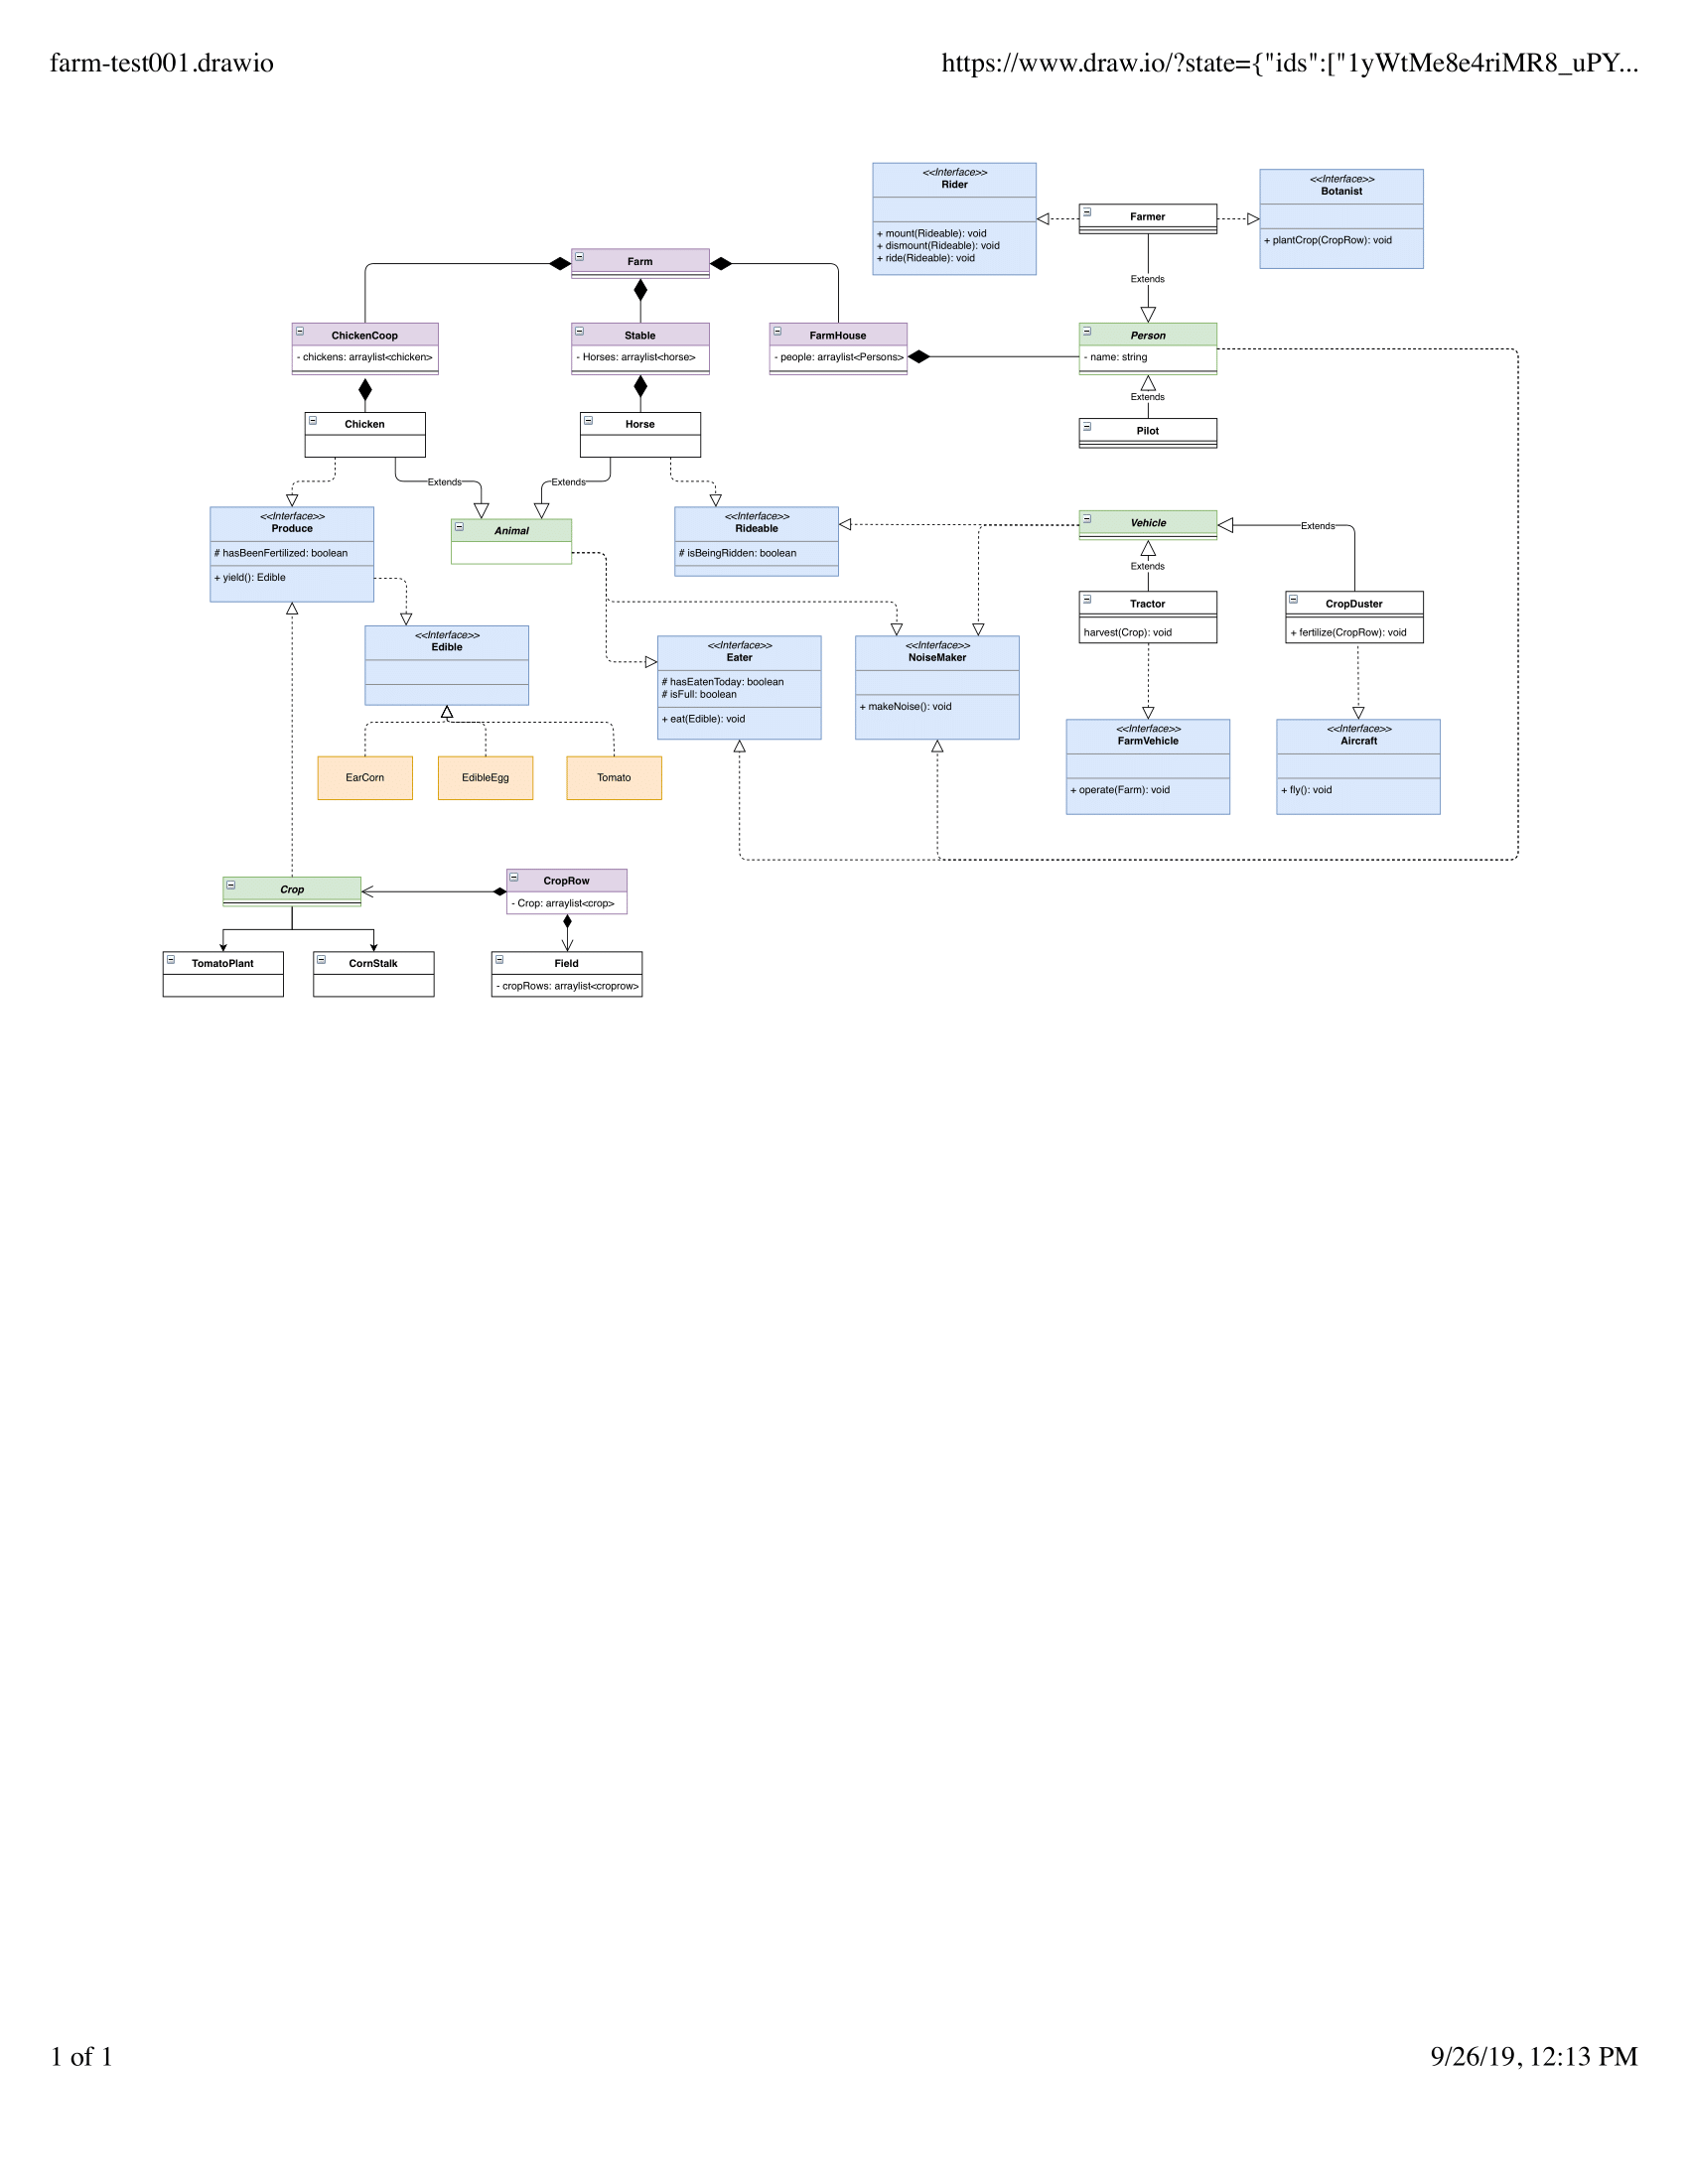 farm-test001.drawio
https://www.draw.io/?state={"ids":["1yWtMe8e4riMR8_uPY...
<<Interface>>
Rider
+ mount(Rideable): void
+ dismount(Rideable): void
+ ride(Rideable): void
Farmer
<<Interface>>
Botanist
+ plantCrop(CropRow): void
Extends
Farm
ChickenCoop
- chickens: arraylist<chicken>
Stable
- Horses: arraylist<horse>
FarmHouse
- people: arraylist<Persons>
Person
- name: string
Extends
Pilot
Chicken
Horse
Extends
Extends
<<Interface>>
Produce
# hasBeenFertilized: boolean
+ yield(): Edible
Animal
<<Interface>>
Rideable
# isBeingRidden: boolean
Vehicle
Extends
Extends
Tractor
harvest(Crop): void
CropDuster
+ fertilize(CropRow): void
<<Interface>>
Edible
<<Interface>>
Eater
# hasEatenToday: boolean
# isFull: boolean
+ eat(Edible): void
<<Interface>>
NoiseMaker
+ makeNoise(): void
<<Interface>>
FarmVehicle
+ operate(Farm): void
<<Interface>>
Aircraft
+ fly(): void
EarCorn
EdibleEgg
Tomato
Crop
CropRow
- Crop: arraylist<crop>
TomatoPlant
CornStalk
Field
- cropRows: arraylist<croprow>
1 of 1
9/26/19, 12:13 PM